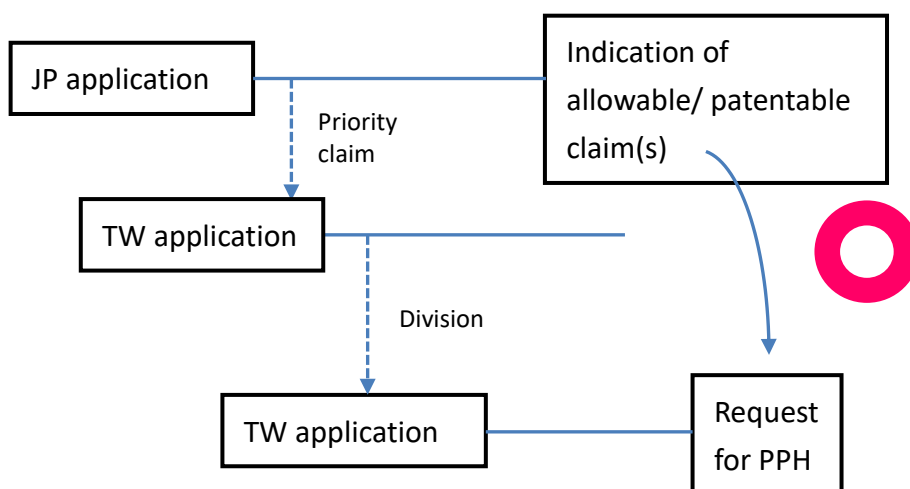 JP application
Indication of
allowable/ patentable
claim(s)
Priority
claim
TW application
Division
TW application
Request
for PPH